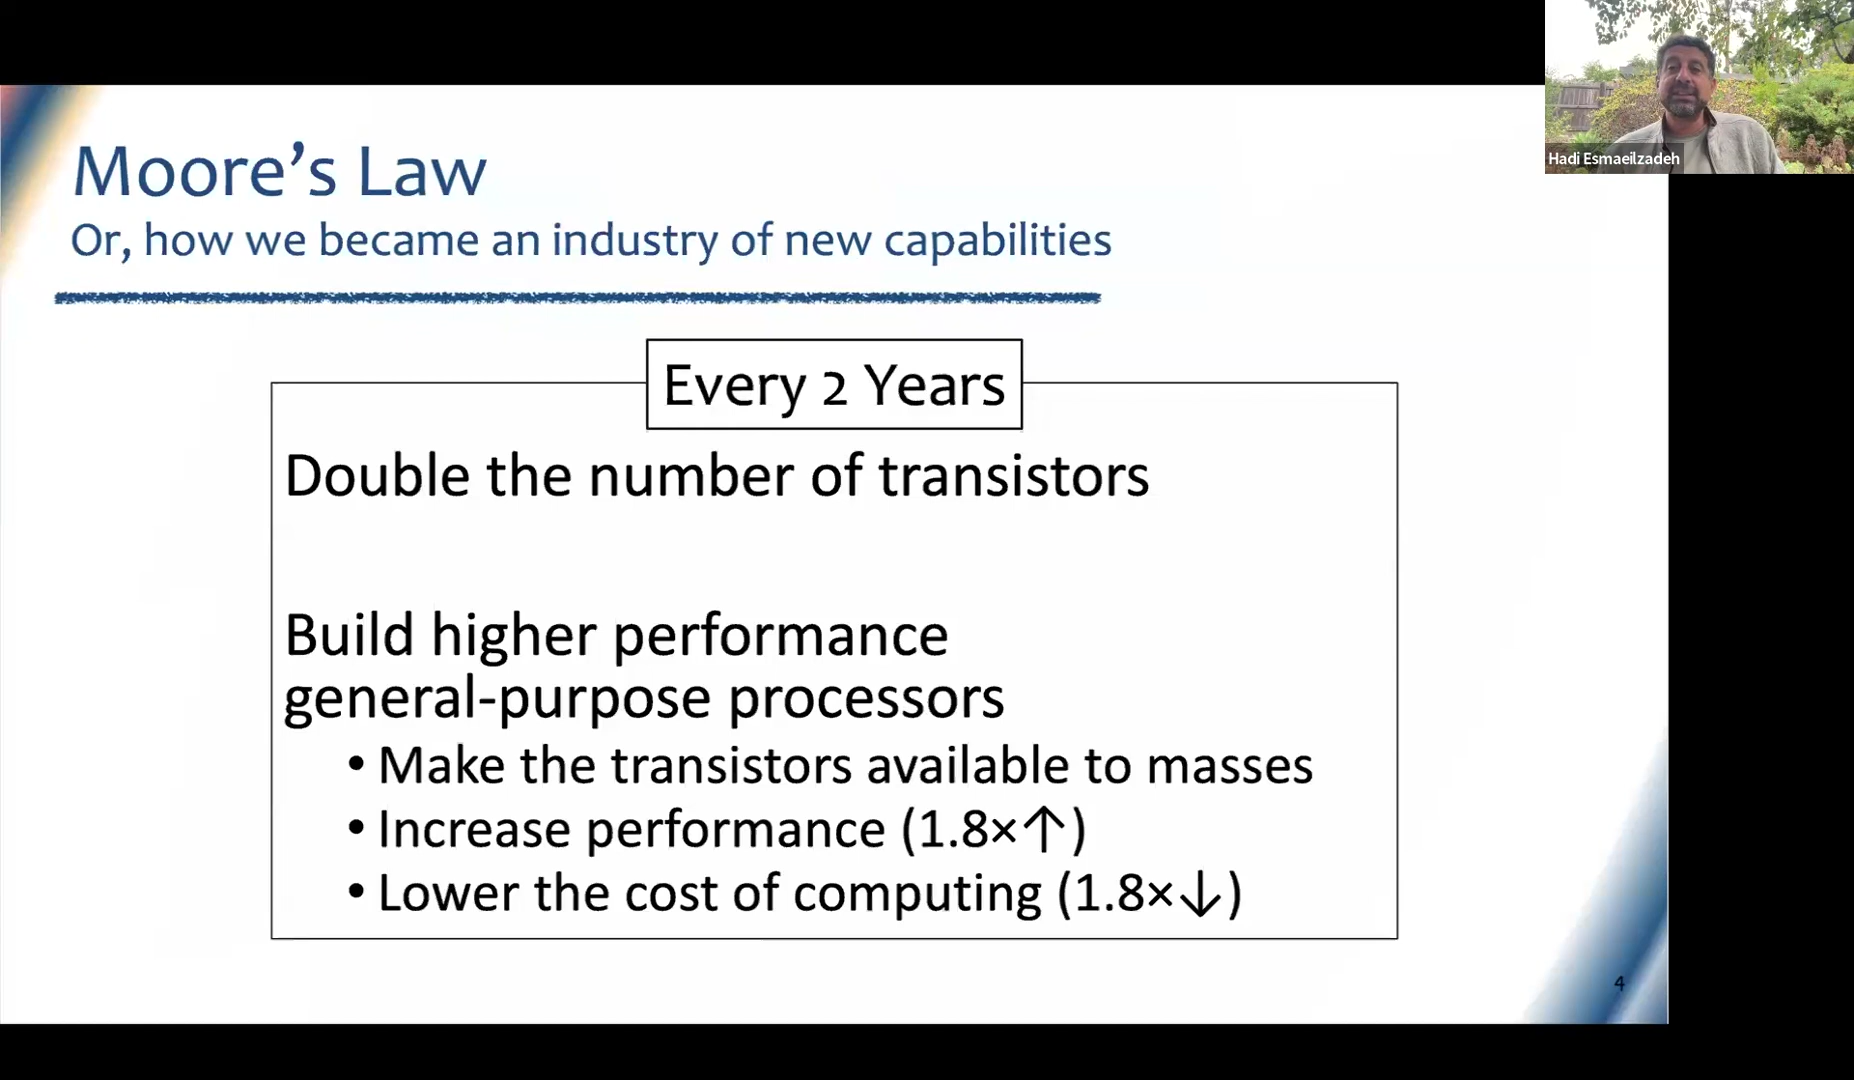 Hadi Esmaeilzadeh
Moore’s Law
Or, how we became an industry of new capabilities
Every 2 Years
Double the number of transistors
Build higher performance
general-purpose processors
• Make the transistors available to masses
• Increase performance (1.8×↑)
• Lower the cost of computing (1.8×↓)
4